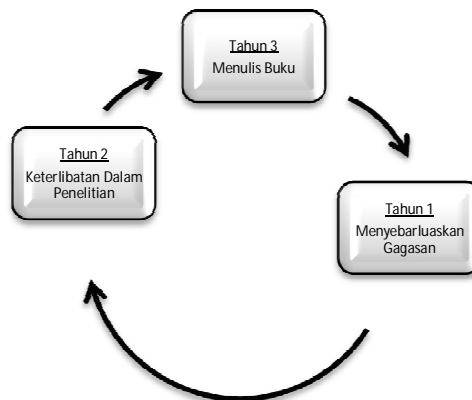 Tahun 3
Menulis Buku
Tahun 2
Keterlibatan Dalam
Penelitian
Tahun 1
Menyebarluaskan
Gagasan